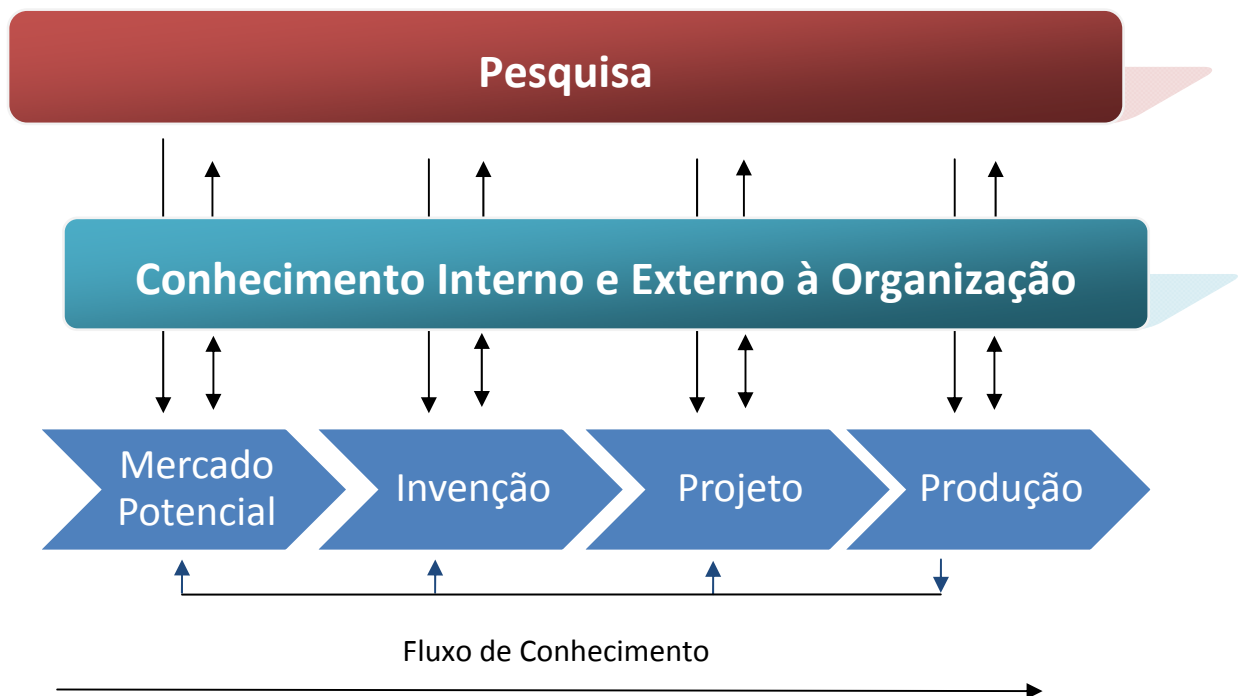 Pesquisa
Conhecimento Interno e Externo à Organização
Mercado
Potencial
Invenção
Projeto
Produção
Fluxo de Conhecimento